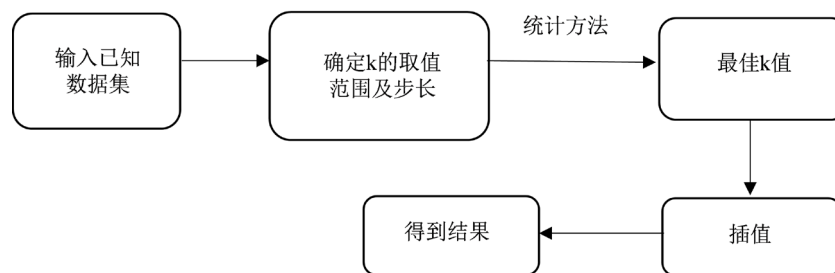 输入已知
数据集
确定k的取值
范围及步长
统计方法
最佳k值
插值
得到结果